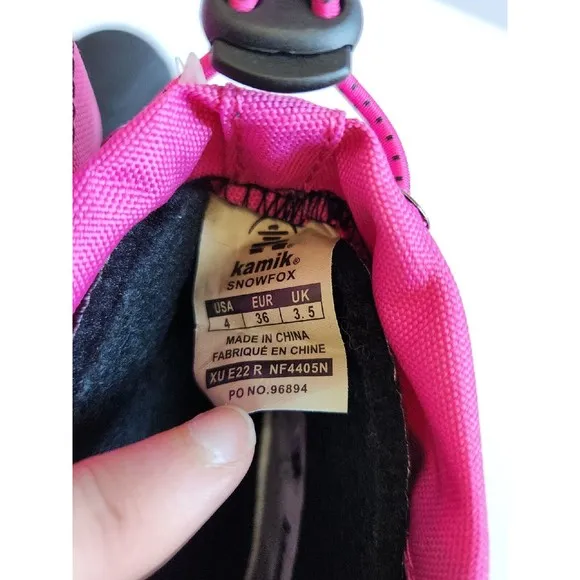 kamik®
SNOWFOX
USA EUR UK
4 36 3.5
MADE IN CHINA
FABRIQUÉ EN CHINE
XU E22 R NF4405N
PO NO.96894